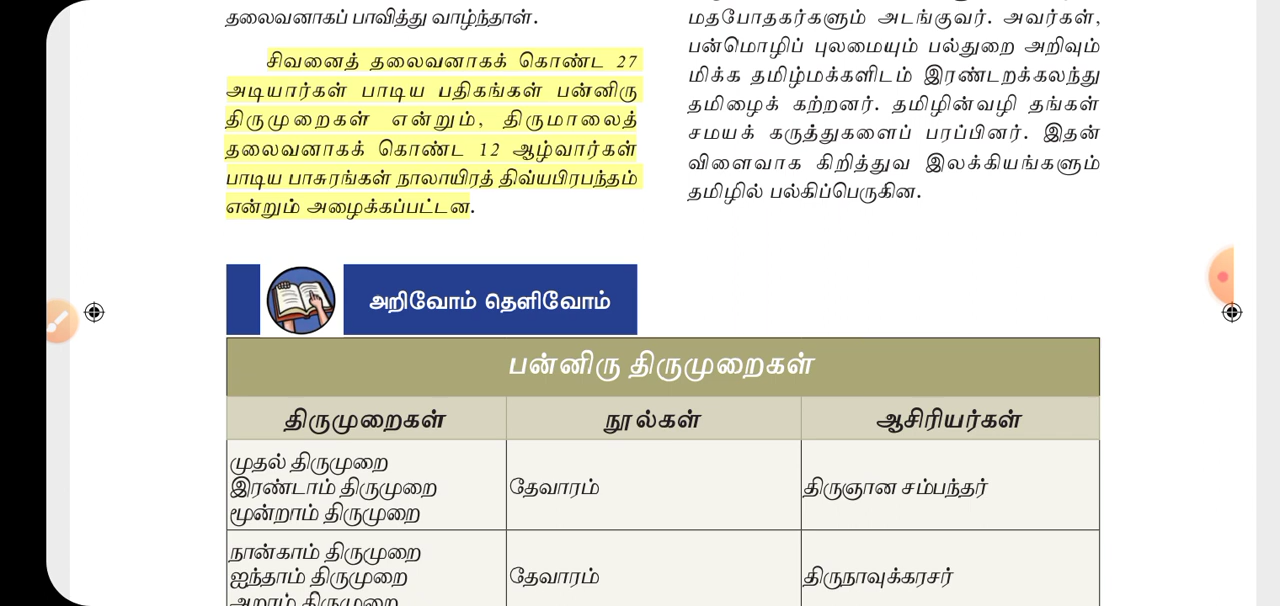 தலைவனாகப் பாவித்து வாழ்ந்தாள்.
சிவனைத் தலைவனாகக் கொண்ட 27
அடியார்கள் பாடிய பதிகங்கள் பன்னிரு
திருமுறைகள் என்றும், திருமாலைத்
தலைவனாகக் கொண்ட 12 ஆழ்வார்கள்
பாடிய பாசுரங்கள் நாலாயிரத் திவ்யபிரபந்தம்
என்றும் அழைக்கப்பட்டன.
மதபோதகர்களும் அடங்குவர். அவர்கள்,
பன்மொழிப் புலமையும் பல்துறை அறிவும்
மிக்க தமிழ்மக்களிடம் இரண்டறக்கலந்து
தமிழைக் கற்றனர். தமிழின்வழி தங்கள்
சமயக் கருத்துகளைப் பரப்பினர். இதன்
விளைவாக கிறித்துவ இலக்கியங்களும்
தமிழில் பல்கிப்பெருகின.
அறிவோம் தெளிவோம்
பன்னிரு திருமுறைகள்
திருமுறைகள் நூல்கள் ஆசிரியர்கள்
முதல் திருமுறை
இரண்டாம் திருமுறை
மூன்றாம் திருமுறை
தேவாரம்
திருஞான சம்பந்தர்
நான்காம் திருமுறை
ஐந்தாம் திருமுறை
ஆறாம் திருமுறை
தேவாரம்
திருநாவுக்கரசர்